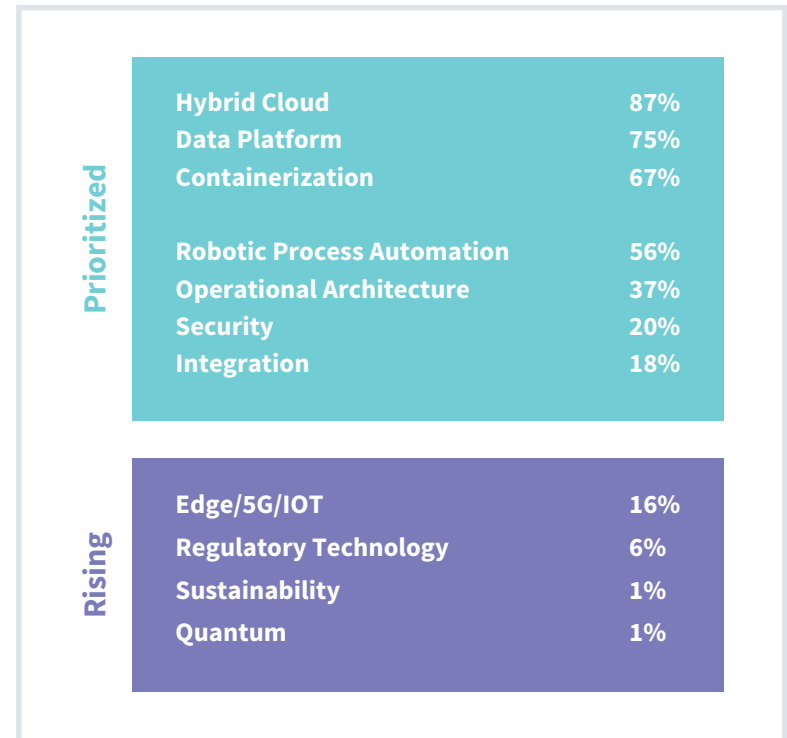 Prioritized
Hybrid Cloud 87%
Data Platform 75%
Containerization 67%
Robotic Process Automation 56%
Operational Architecture 37%
Security 20%
Integration 18%
Rising
Edge/5G/IOT 16%
Regulatory Technology 6%
Sustainability 1%
Quantum 1%